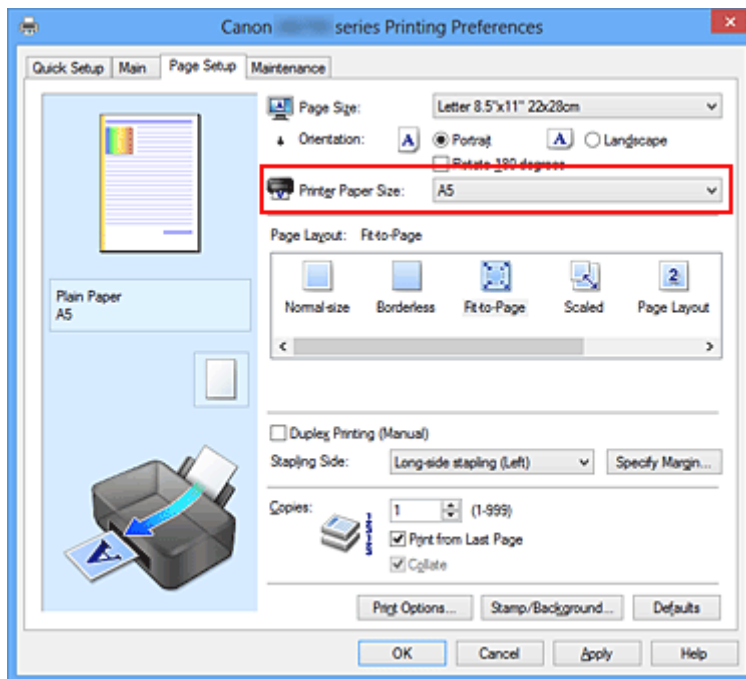 Canon series Printing Preferences
Quick Setup Main Page Setup Maintenance
Page Size: Letter 8.5"x11" 22x28cm
Orientation: A Portrait A Landscape
Rotate 180 degrees
Printer Paper Size: A5
Page Layout: Fit-to-Page
Normal-size Borderless Fit-to-Page Scaled 2 Page Layout
Plain Paper
A5
Duplex Printing (Manual)
Stapling Side: Long-side stapling (Left) Specify Margin...
Copies: 1 (1-999)
Print from Last Page
Collate
A
Print Options... Stamp/Background... Defaults
OK Cancel Apply Help